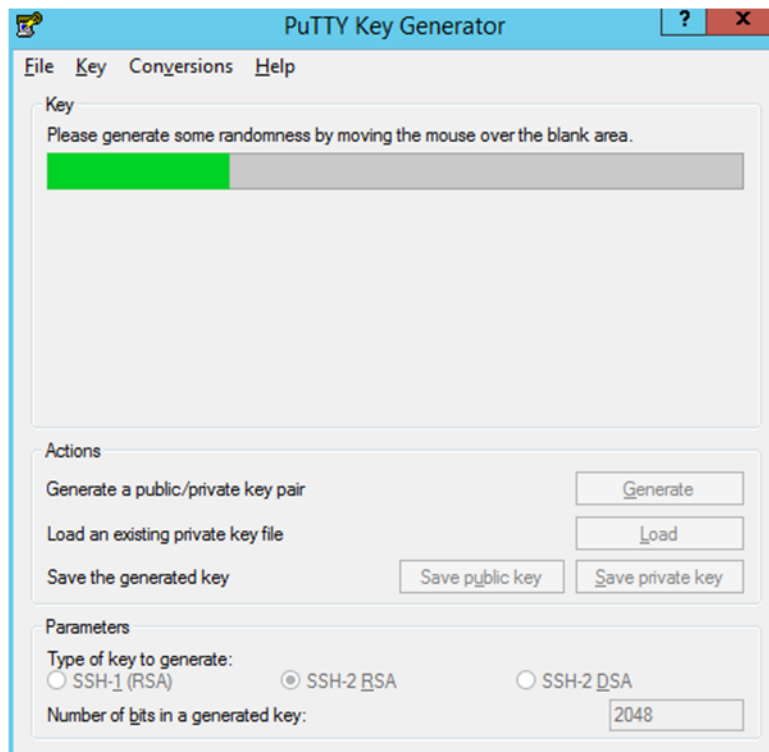 PuTTY Key Generator
? X
File Key Conversions Help
Key
Please generate some randomness by moving the mouse over the blank area.
Actions
Generate a public/private key pair Generate
Load an existing private key file Load
Save the generated key Save public key Save private key
Parameters
Type of key to generate:
SSH-1 (RSA) SSH-2 RSA SSH-2 DSA
Number of bits in a generated key: 2048